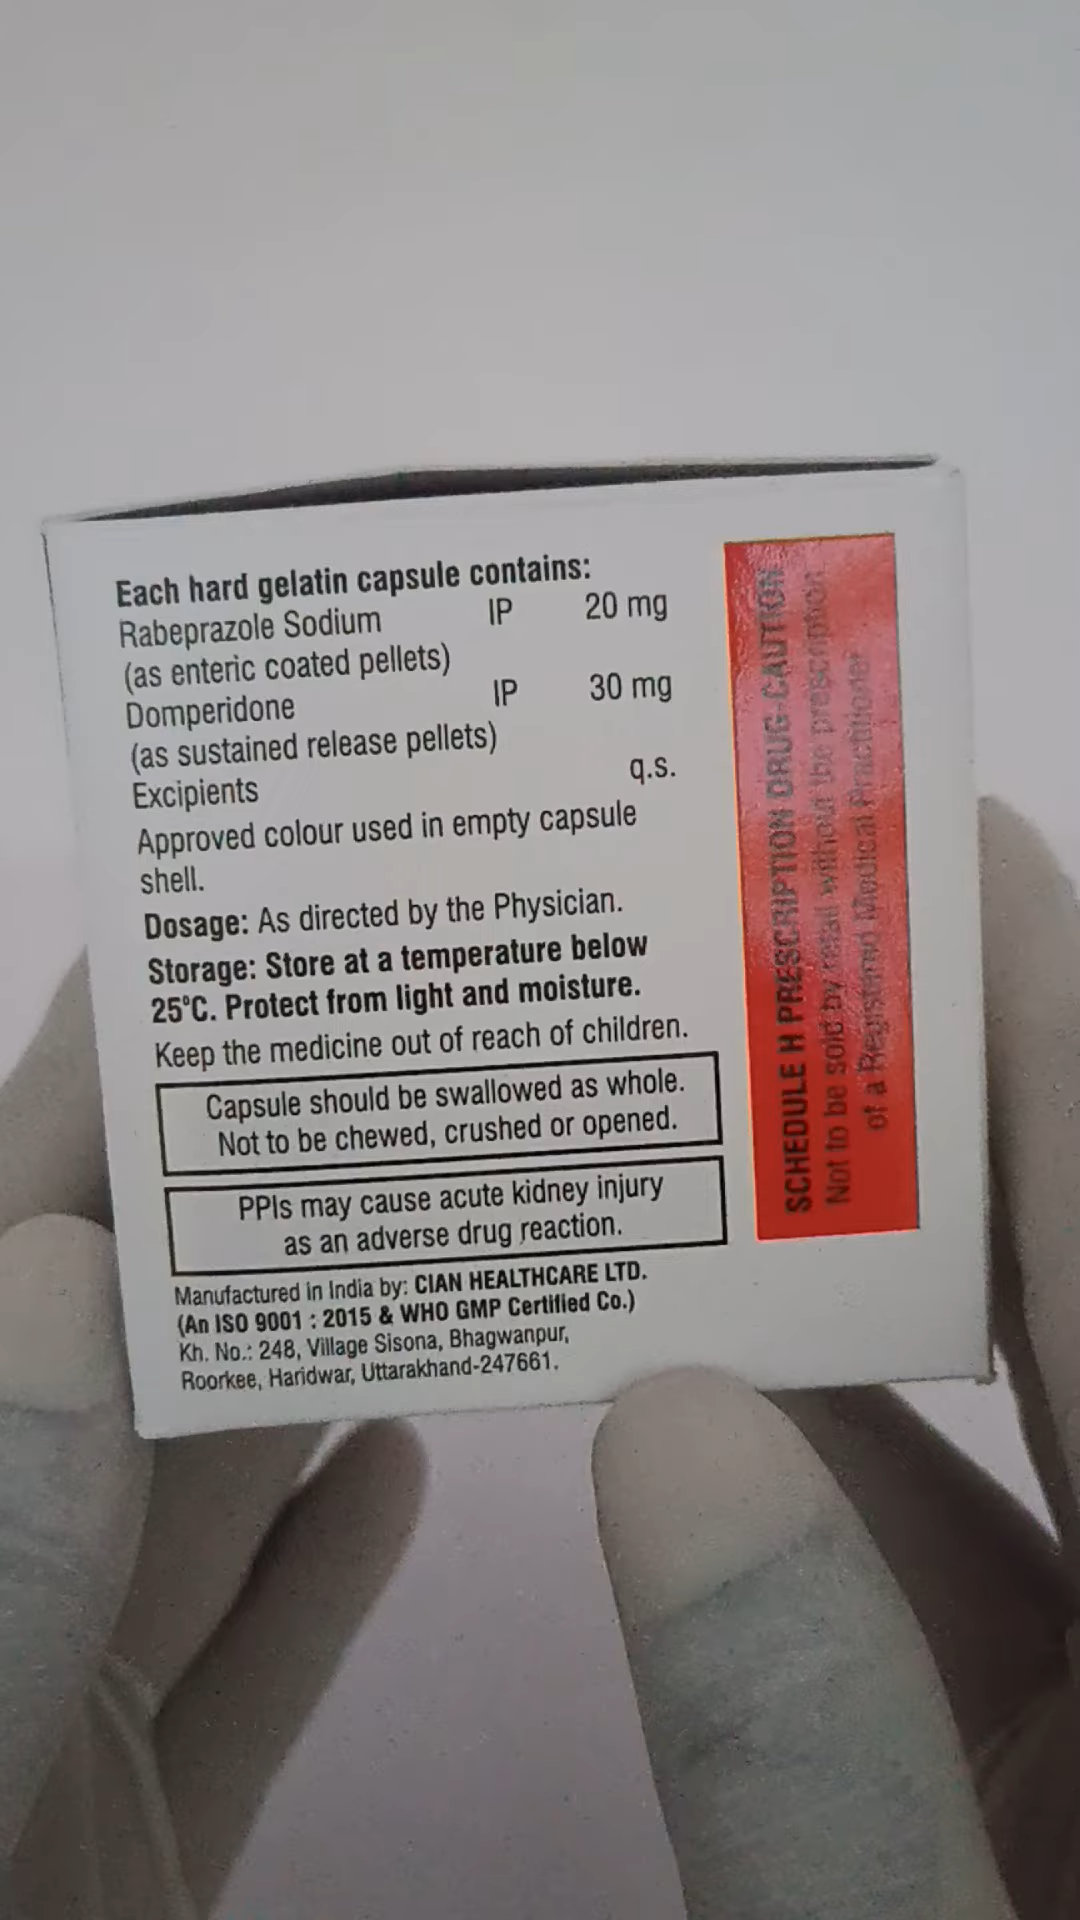 Each hard gelatin capsule contains:
Rabeprazole Sodium IP 20 mg
(as enteric coated pellets)
Domperidone IP 30 mg
(as sustained release pellets)
Excipients q.s.
Approved colour used in empty capsule
shell.
Dosage: As directed by the Physician.
Storage: Store at a temperature below
25°C. Protect from light and moisture.
Keep the medicine out of reach of children.
Capsule should be swallowed as whole.
Not to be chewed, crushed or opened.
PPIs may cause acute kidney injury
as an adverse drug reaction.
Manufactured in India by: CIAN HEALTHCARE LTD.
(An ISO 9001 : 2015 & WHO GMP Certified Co.)
Kh. No.: 248, Village Sisona, Bhagwanpur,
Roorkee, Haridwar, Uttarakhand-247661.
SCHEDULE H PRESCRIPTION DRUG-CAUTION
Not to be sold by retail without the prescription
of a Registered Medical Practitioner